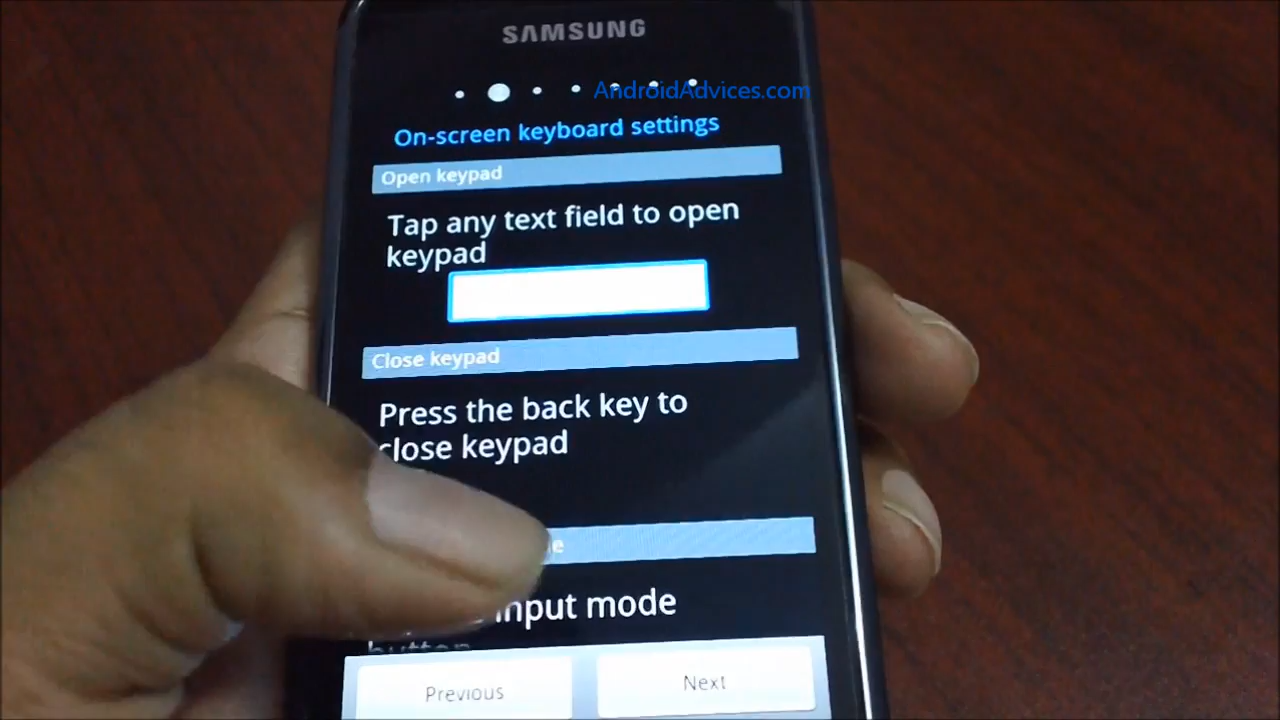 SAMSUNG
AndroidAdvices.com
On-screen keyboard settings
Open keypad
Tap any text field to open
keypad
Close keypad
Press the back key to
close keypad
input mode
button
Previous
Next